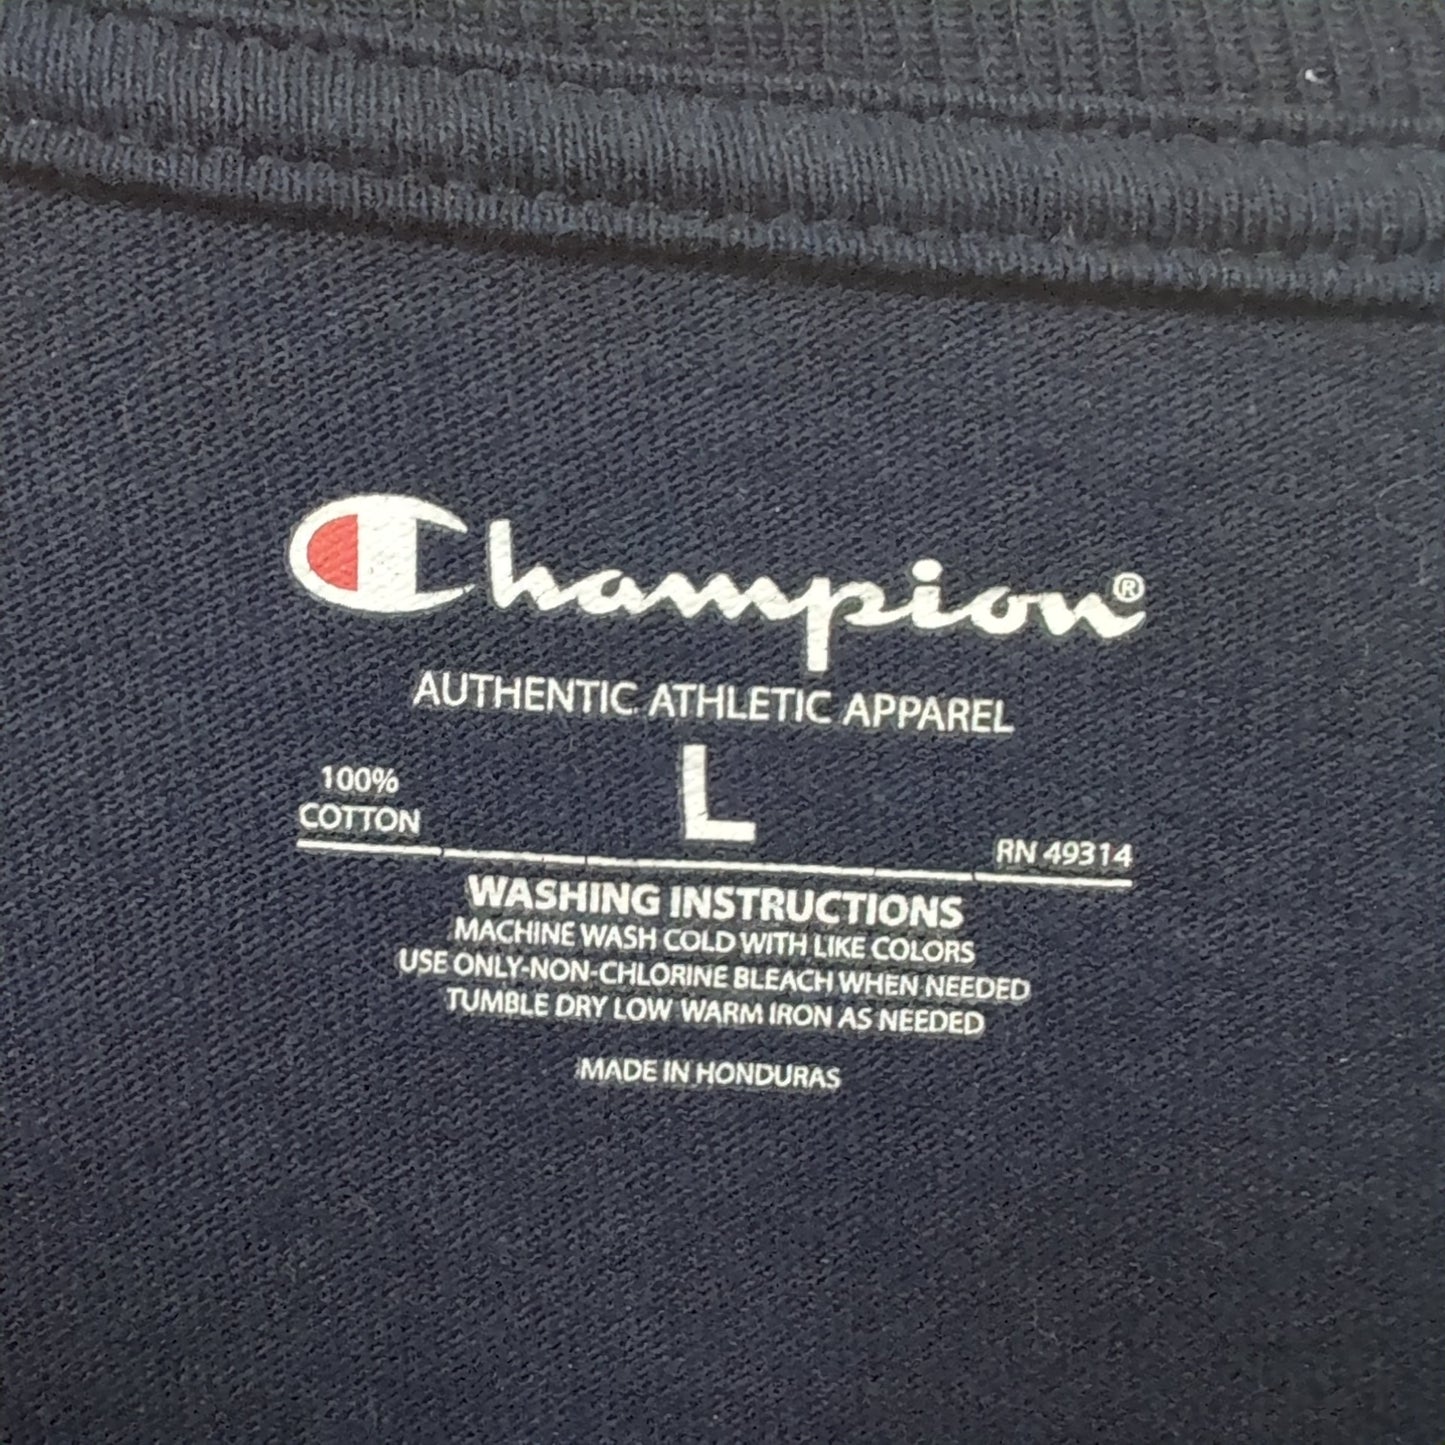 Champion®
AUTHENTIC ATHLETIC APPAREL
100%
COTTON
L
RN 49314
WASHING INSTRUCTIONS
MACHINE WASH COLD WITH LIKE COLORS
USE ONLY-NON-CHLORINE BLEACH WHEN NEEDED
TUMBLE DRY LOW WARM IRON AS NEEDED
MADE IN HONDURAS